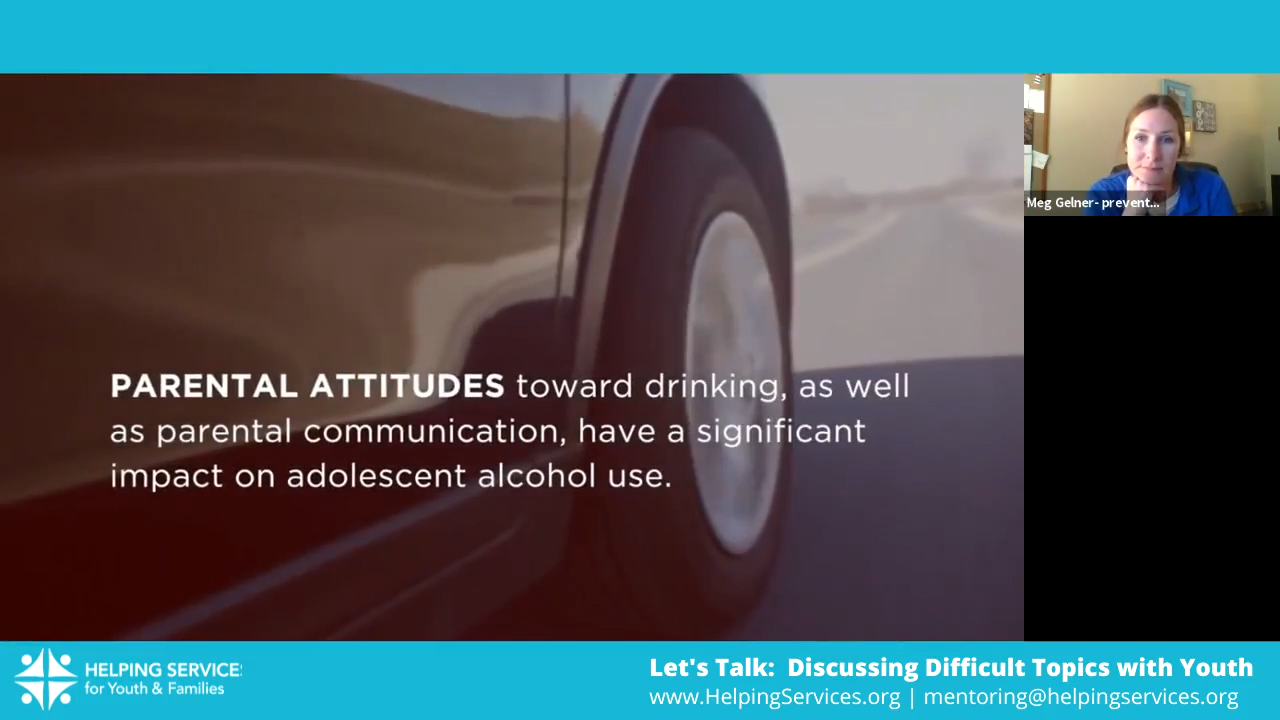 PARENTAL ATTITUDES toward drinking, as well
as parental communication, have a significant
impact on adolescent alcohol use.
Meg Gelner- prevent...
HELPING SERVICES
for Youth & Families
Let's Talk: Discussing Difficult Topics with Youth
www.HelpingServices.org | mentoring@helpingservices.org